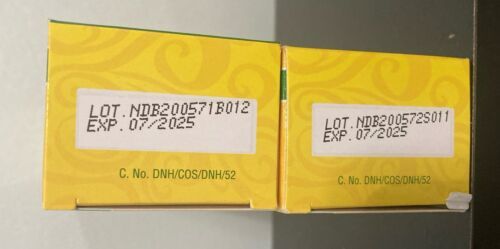 LOT.NDB200571B012
EXP.07/2025
C. No. DNH/COS/DNH/52
LOT.NDB200572S011
EXP.07/2025
C. No. DNH/COS/DNH/52